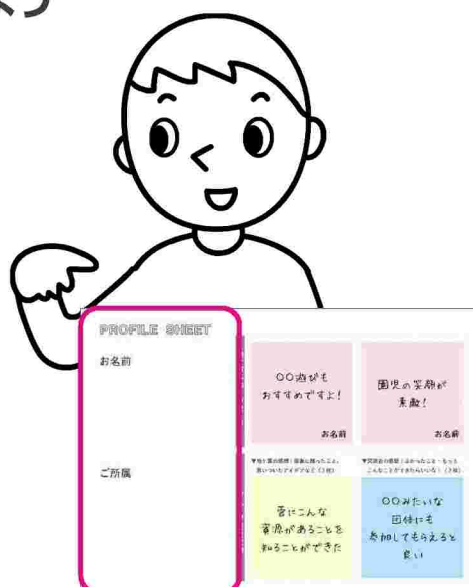 PROFILE SHEET
お名前
ご所属
〇〇遊びも
おすすめですよ!
お名前
園児の笑顔が
素敵!
お名前
菅にこんな
資源があることを
知ることができた
〇〇みたいな
団体にも
参加してもらえると
良い